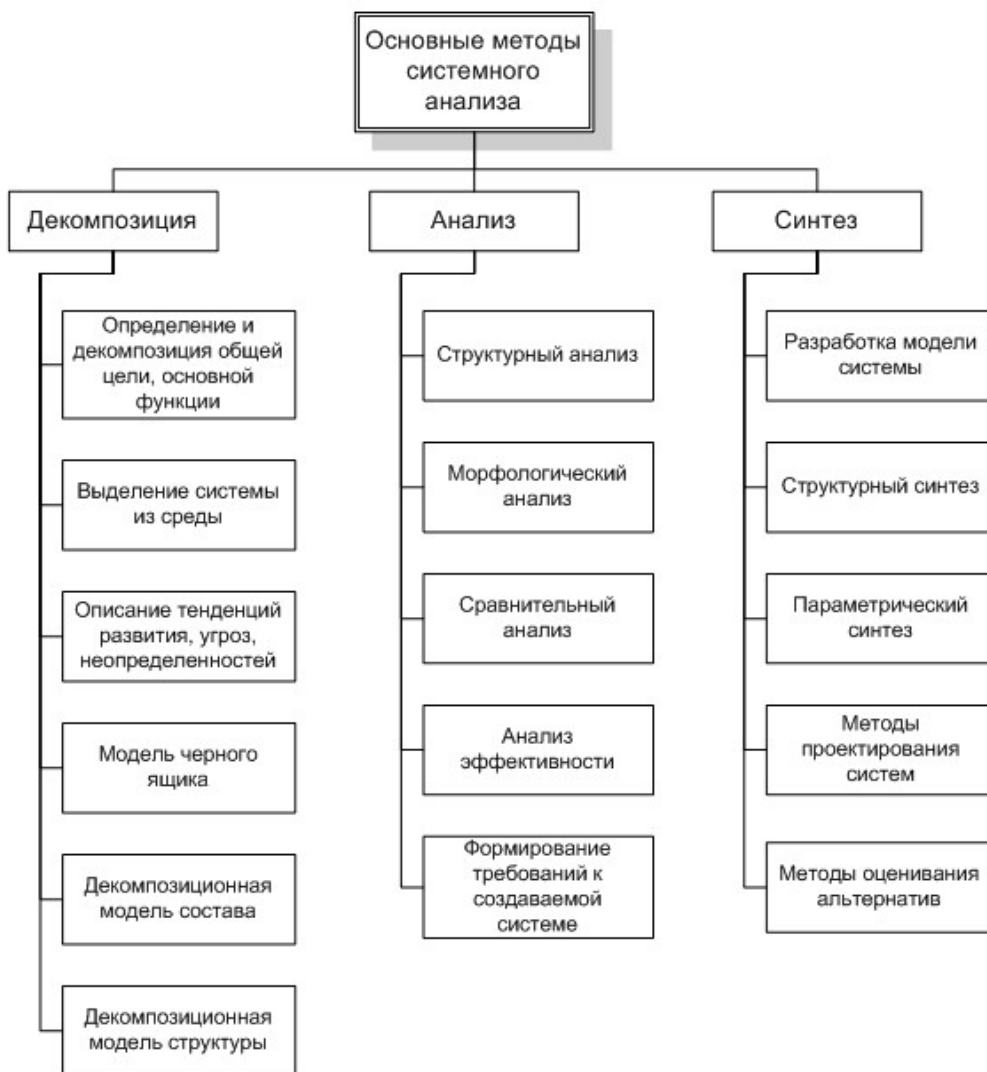 Основные методы
системного
анализа
Декомпозиция
Определение и
декомпозиция общей
цели, основной
функции
Выделение системы
из среды
Описание тенденций
развития, угроз,
неопределенностей
Модель черного
ящика
Декомпозиционная
модель состава
Декомпозиционная
модель структуры
Анализ
Структурный анализ
Морфологический
анализ
Сравнительный
анализ
Анализ
эффективности
Формирование
требований к
создаваемой
системе
Синтез
Разработка модели
системы
Структурный синтез
Параметрический
синтез
Методы
проектирования
систем
Методы оценивания
альтернатив